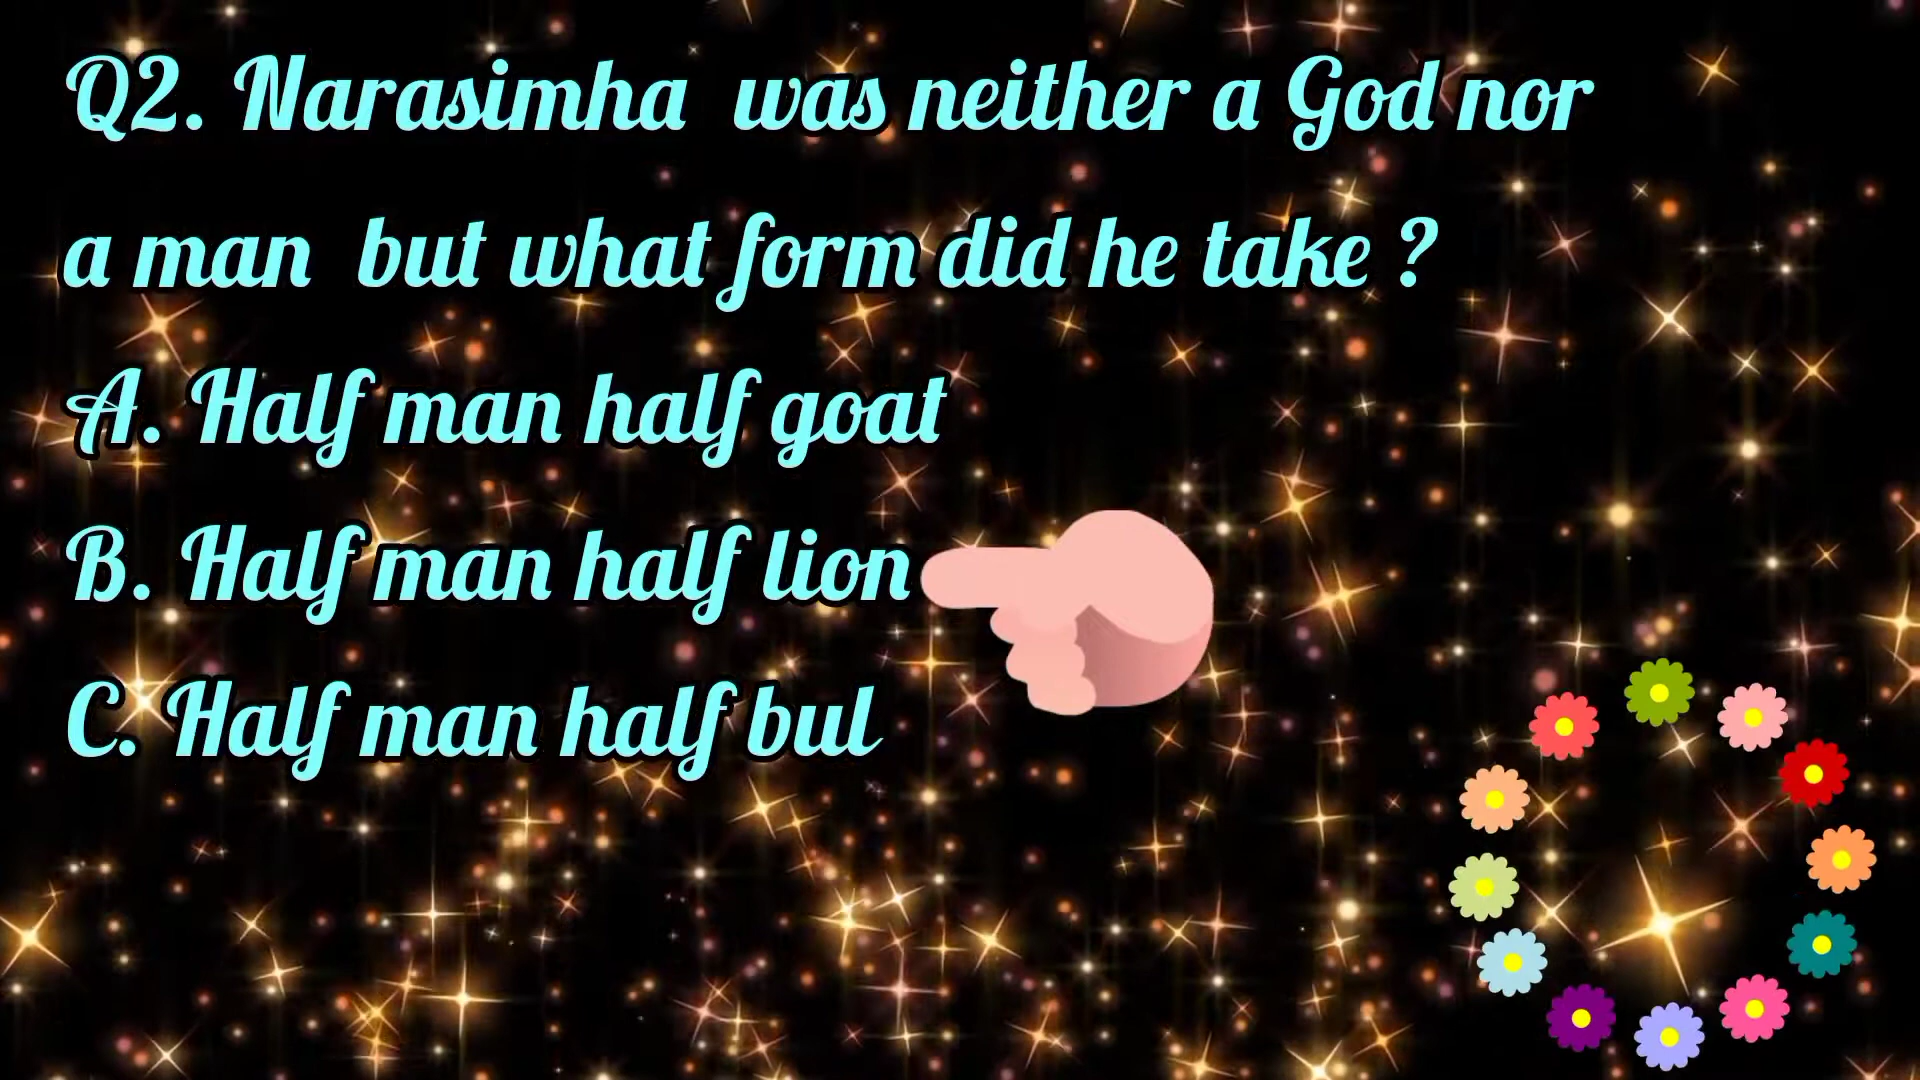 Q2. Narasimha was neither a God nor
a man but what form did he take ?
A. Half man half goat
B. Half man half lion
C. Half man half bul